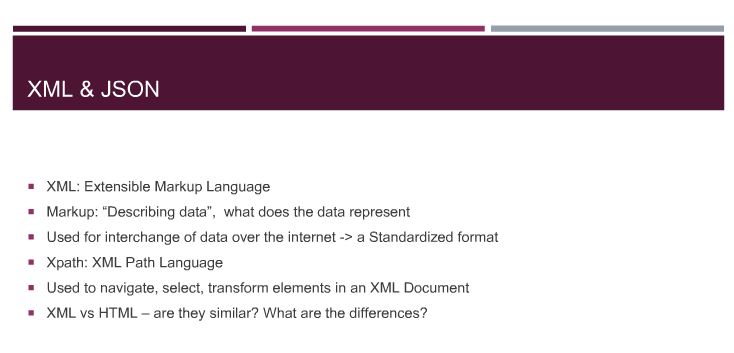 XML & JSON
XML: Extensible Markup Language
Markup: “Describing data”,  what does the data represent
Used for interchange of data over the internet -> a Standardized format
Xpath: XML Path Language
Used to navigate, select, transform elements in an XML Document
XML vs HTML – are they similar? What are the differences?